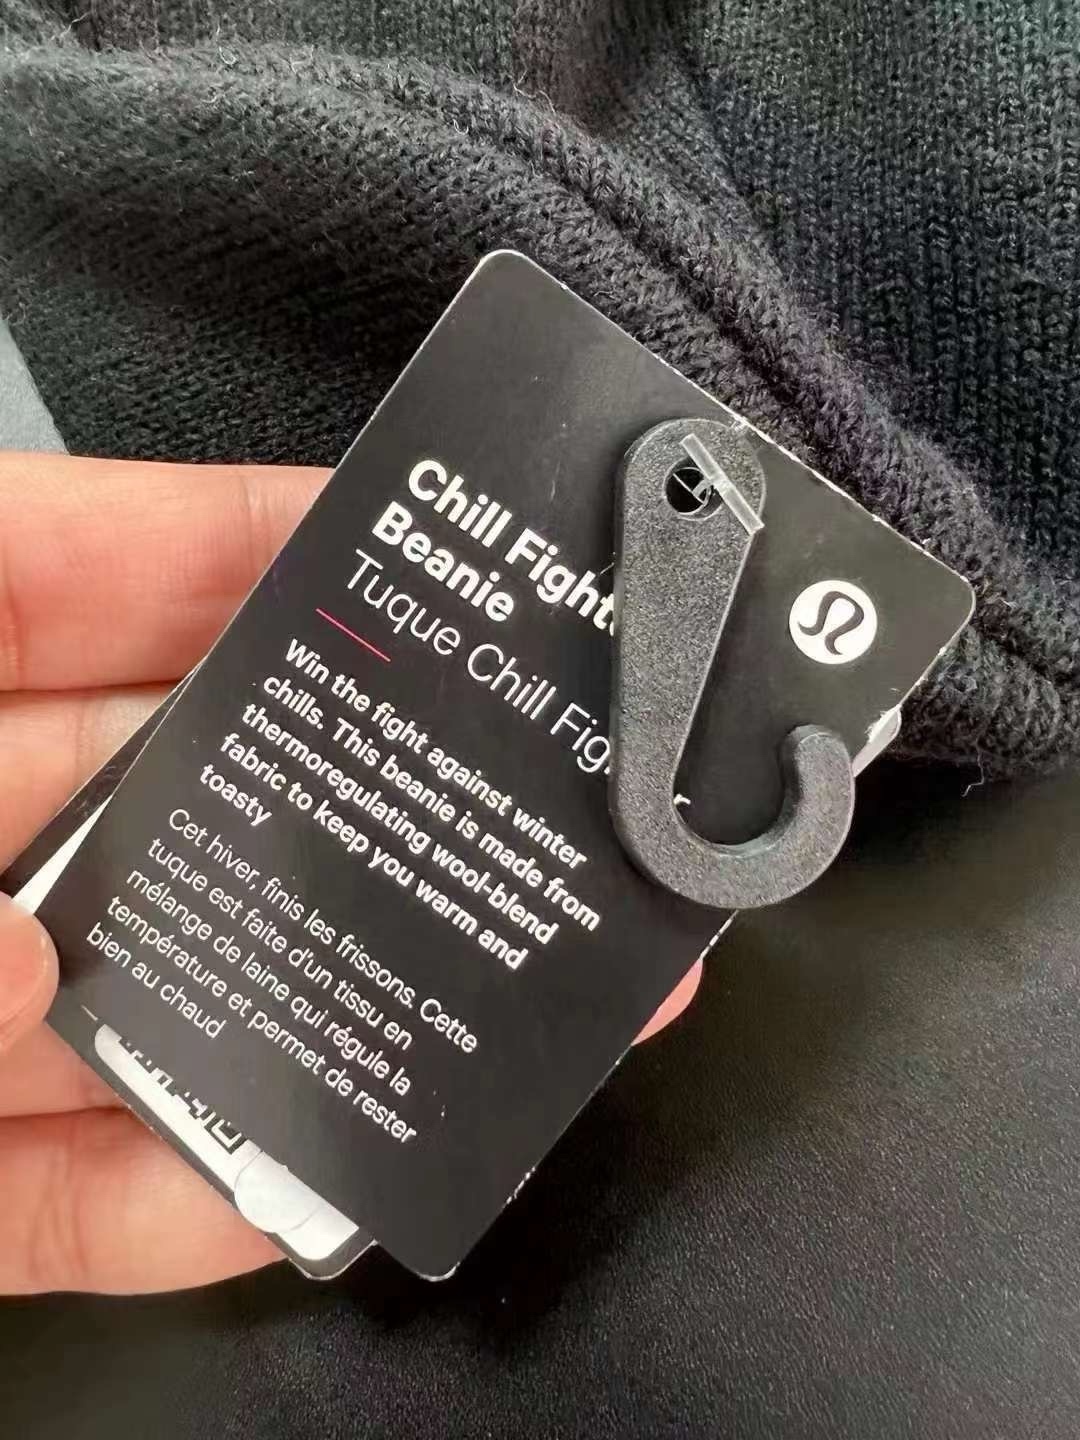 Chill Fight
Beanie
Tuque Chill Fig
Win the fight against winter
chills. This beanie is made from
thermoregulating wool-blend
fabric to keep you warm and
toasty
Cet hiver, finis les frissons. Cette
tuque est faite d'un tissu en
mélange de laine qui régule la
température et permet de rester
bien au chaud